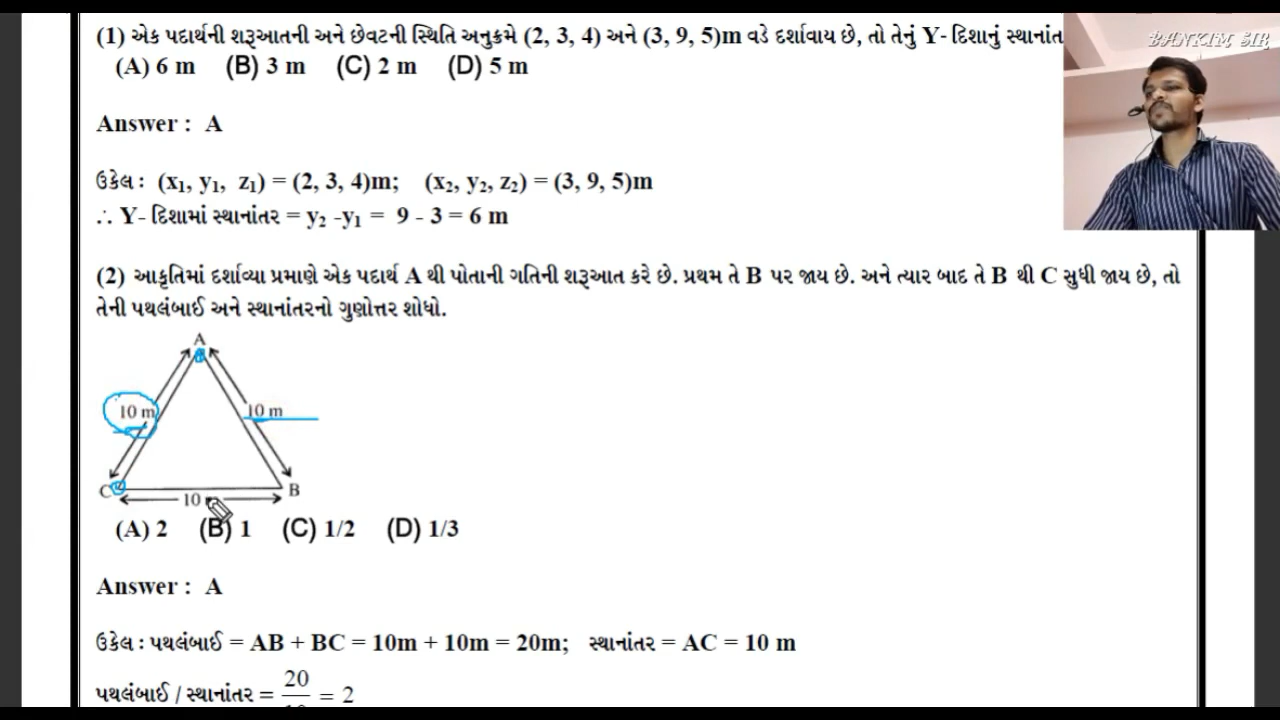 (1) એક પદાર્થની શરૂઆતની અને છેવટની સ્થિતિ અનુક્રમે (2, 3, 4) અને (3, 9, 5)m વડે દર્શાવાય છે, તો તેનું Y- દિશાનું સ્થાનાંત
BANKIM SIR
(A) 6 m (B) 3 m (C) 2 m (D) 5 m
Answer : A
ઉકેલ : (x₁, y₁, z₁) = (2, 3, 4)m; (x₂, y₂, z₂) = (3, 9, 5)m
∴ Y- દિશામાં સ્થાનાંતર = y₂ -y₁ = 9 - 3 = 6 m
(2) આકૃતિમાં દર્શાવ્યા પ્રમાણે એક પદાર્થ A થી પોતાની ગતિની શરૂઆત કરે છે. પ્રથમ તે B પર જાય છે. અને ત્યાર બાદ તે B થી C સુધી જાય છે, તો
તેની પથલંબાઈ અને સ્થાનાંતરનો ગુણોત્તર શોધો.
A
10 m 10 m
C B
10
(A) 2 (B) 1 (C) 1/2 (D) 1/3
Answer : A
ઉકેલ : પથલંબાઈ = AB + BC = 10m + 10m = 20m; સ્થાનાંતર = AC = 10 m
પથલંબાઈ / સ્થાનાંતર = 20/ = 2